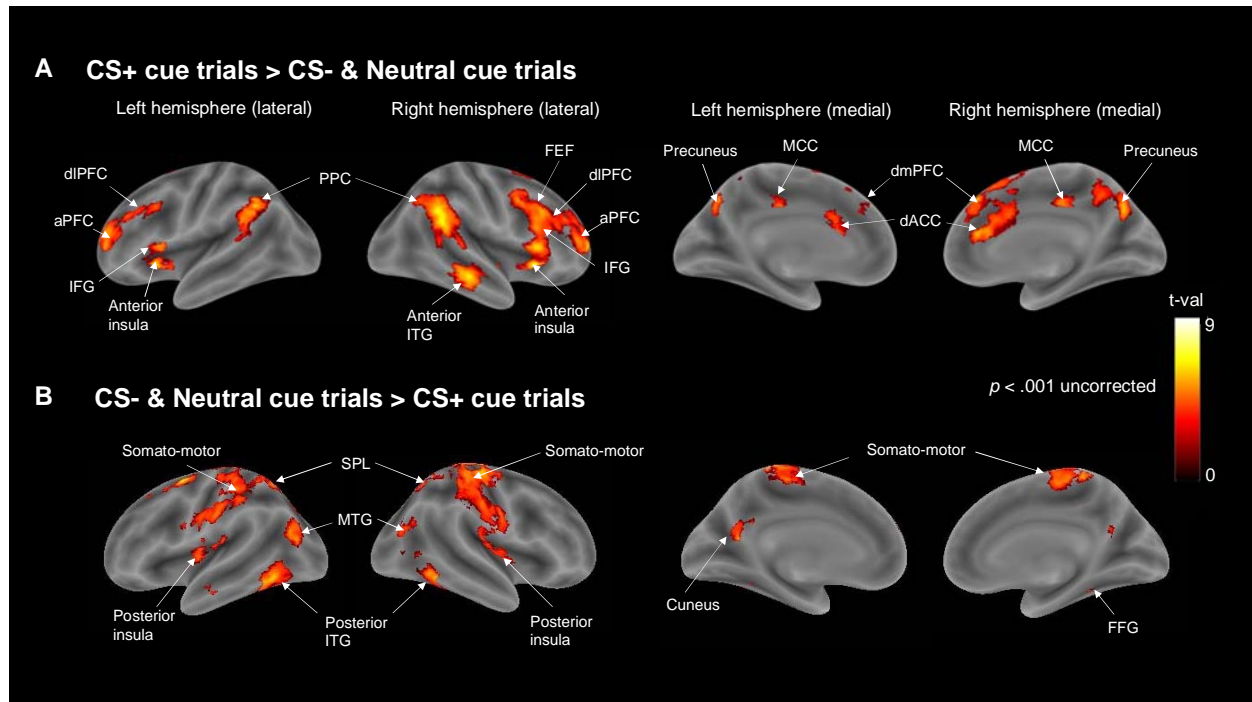 A CS+ cue trials > CS- & Neutral cue trials
Left hemisphere (lateral)
Right hemisphere (lateral)
Left hemisphere (medial)
Right hemisphere (medial)
dlPFC
aPFC
IFG
Anterior
insula
PPC
FEF
dlPFC
aPFC
IFG
Anterior
ITG
Anterior
insula
Precuneus
MCC
dmPFC
dACC
MCC
Precuneus
t-val
9
0
p < .001 uncorrected
B CS- & Neutral cue trials > CS+ cue trials
Somato-motor
SPL
Somato-motor
MTG
Posterior
insula
Posterior
ITG
Posterior
insula
Somato-motor
Cuneus
FFG